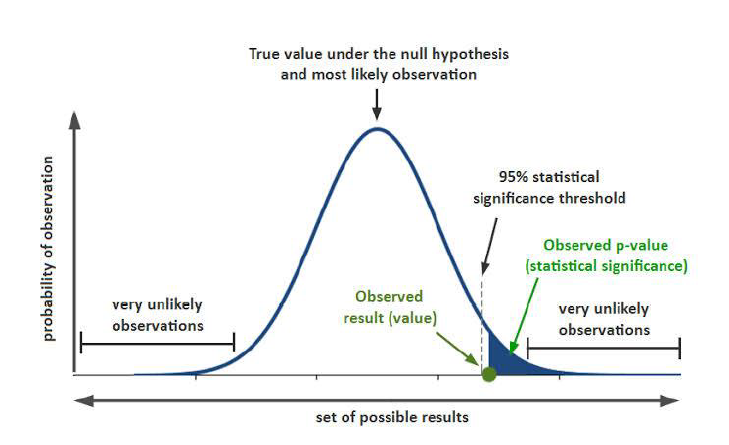 True value under the null hypothesis
and most likely observation
probability of observation
95% statistical
significance threshold
Observed p-value
(statistical significance)
Observed
result (value)
very unlikely
observations
very unlikely
observations
set of possible results